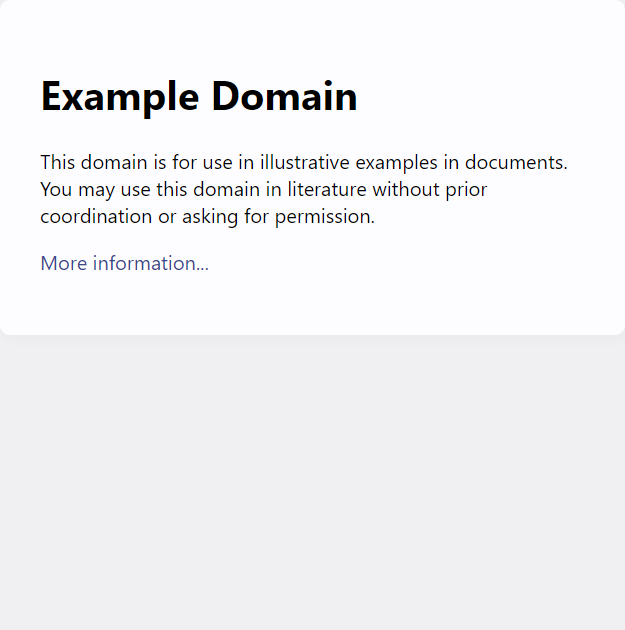 Example Domain
This domain is for use in illustrative examples in documents.
You may use this domain in literature without prior
coordination or asking for permission.
More information...